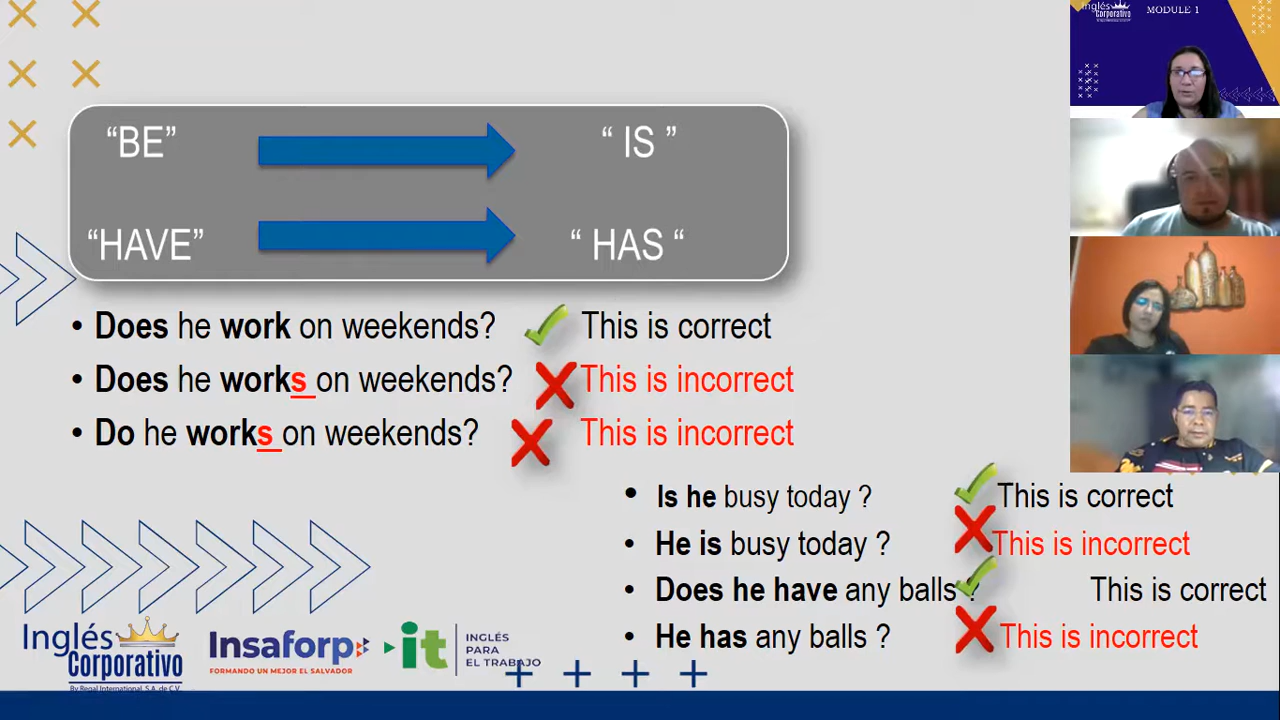 Inglés
Corporativo
MODULE 1
“BE”
“ IS ”
“HAVE”
“ HAS “
• Does he work on weekends?
This is correct
• Does he works on weekends?
This is incorrect
• Do he works on weekends?
This is incorrect
• Is he busy today ?
This is correct
• He is busy today ?
This is incorrect
• Does he have any balls ?
This is correct
• He has any balls ?
This is incorrect
Inglés
Corporativo
By Regal International, S.A. de C.V.
Insaforp
FORMANDO UN MEJOR EL SALVADOR
it
INGLÉS
PARA
EL TRABAJO